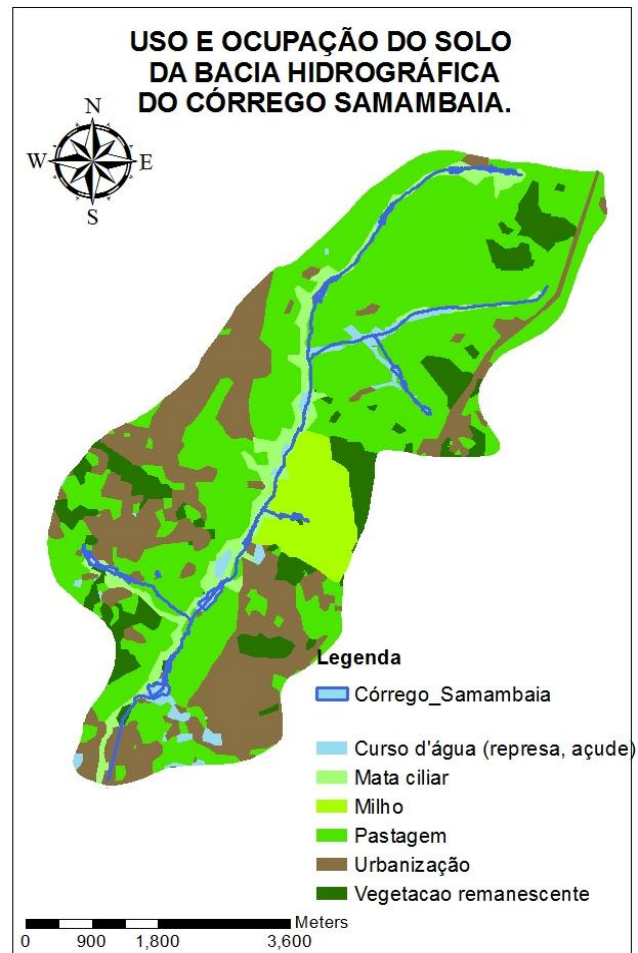 USO E OCUPAÇÃO DO SOLO
DA BACIA HIDROGRÁFICA
DO CÓRREGO SAMAMBAIA.
N
W E
S
Legenda
Córrego_Samambaia
Curso d'água (represa, açude)
Mata ciliar
Milho
Pastagem
Urbanização
Vegetacao remanescente
Meters
0 900 1,800 3,600